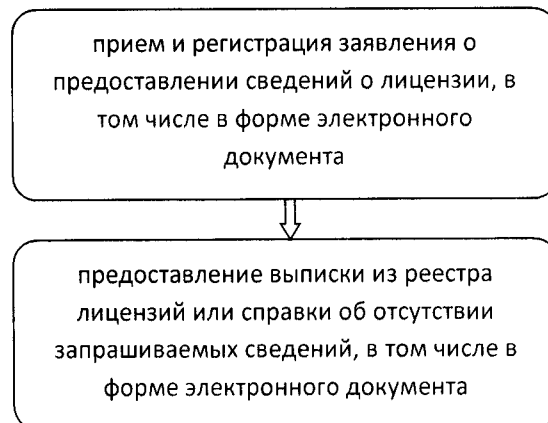 прием и регистрация заявления о
предоставлении сведений о лицензии, в
том числе в форме электронного
документа
предоставление выписки из реестра
лицензий или справки об отсутствии
запрашиваемых сведений, в том числе в
форме электронного документа